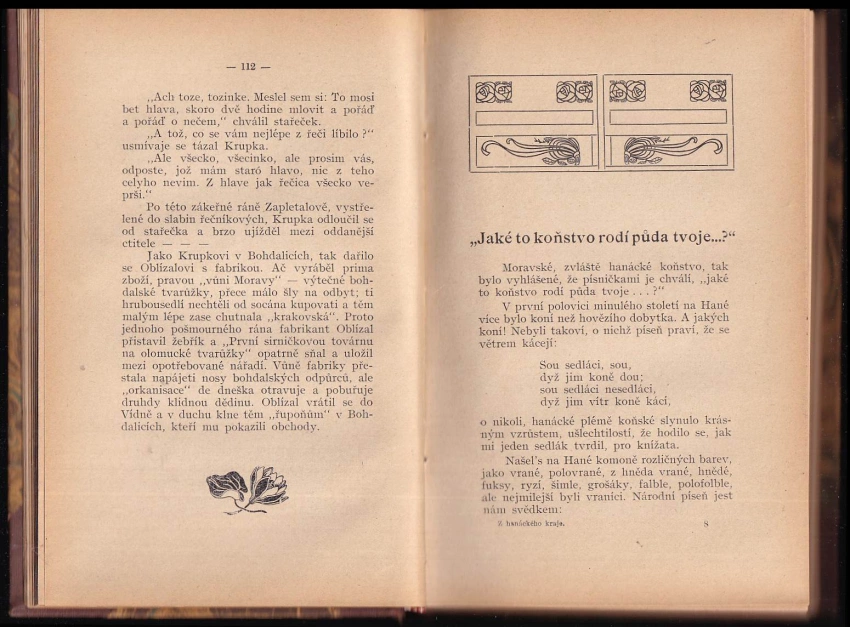 — 112 —
„Ach toze, tozinke. Meslel sem si: To mosi
bet hlava, skoro dvě hodine mlovit a pořáď
a pořáď o nečem,“ chválil stařeček.
„A tož, co se vám nejlépe z řeči líbilo?“
usmívaje se tázal Krupka.
„Ale všecko, všecinko, ale prosim vás,
odposte, jož mám staró hlavo, nic z teho
celyho nevim. Z hlave jak řečica všecko ve-
prši.“
Po této zákeřné ráně Zapletalově, vystře-
lené do slabin řečníkových, Krupka odloučil se
od stařečka a brzo ujížděl mezi oddanější
ctitele — — —
Jako Krupkovi v Bohdalicích, tak dařilo
se Oblízalovi s fabrikou. Ač vyráběl prima
zboží, pravou „vůni Moravy“ — výtečné boh-
dalské tvarůžky, přece málo šly na odbyt; ti
hrubousedlí nechtěli od socána kupovati a těm
malým lépe zase chutnala „krakovská“. Proto
jednoho pošmourného rána fabrikant Oblízal
přistavil žebřík a „První sirníčkovou továrnu
na olomucké tvarůžky“ opatrně sňal a uložil
mezi opotřebované nářadí. Vůně fabriky pře-
stala napájeti nosy bohdalských odpůrců, ale
„orkanisace“ de dneška otravuje a pobuřuje
druhdy klidnou dědinu. Oblízal vrátil se do
Vídně a v duchu klne těm „řupoňům“ v Boh-
dalicích, kteří mu pokazili obchody.
„Jaké to koňstvo rodí půda tvoje...?“
Moravské, zvláště hanácké koňstvo, tak
bylo vyhlášené, že písničkami je chválí, „jaké
to koňstvo rodí půda tvoje . . . ?“
V první polovici minulého století na Hané
více bylo koní než hovězího dobytka. A jakých
koní! Nebyli takoví, o nichž píseň praví, že se
větrem kácejí:
Sou sedláci, sou,
dyž jim koně dou;
sou sedláci nesedláci,
dyž jim vítr koně kácí,
o nikoli, hanácké plémě koňské slynulo krás-
ným vzrůstem, ušlechtilostí, že hodilo se, jak
mi jeden sedlák tvrdil, pro knížata.
Našel's na Hané komoně rozličných barev,
jako vrané, polovrané, z hněda vrané, hnědé,
fuksy, ryzí, šimle, grošáky, falble, polofolble,
ale nejmilejší byli vraníci. Národní píseň jest
nám svědkem:
Z hanáckého kraje.
8